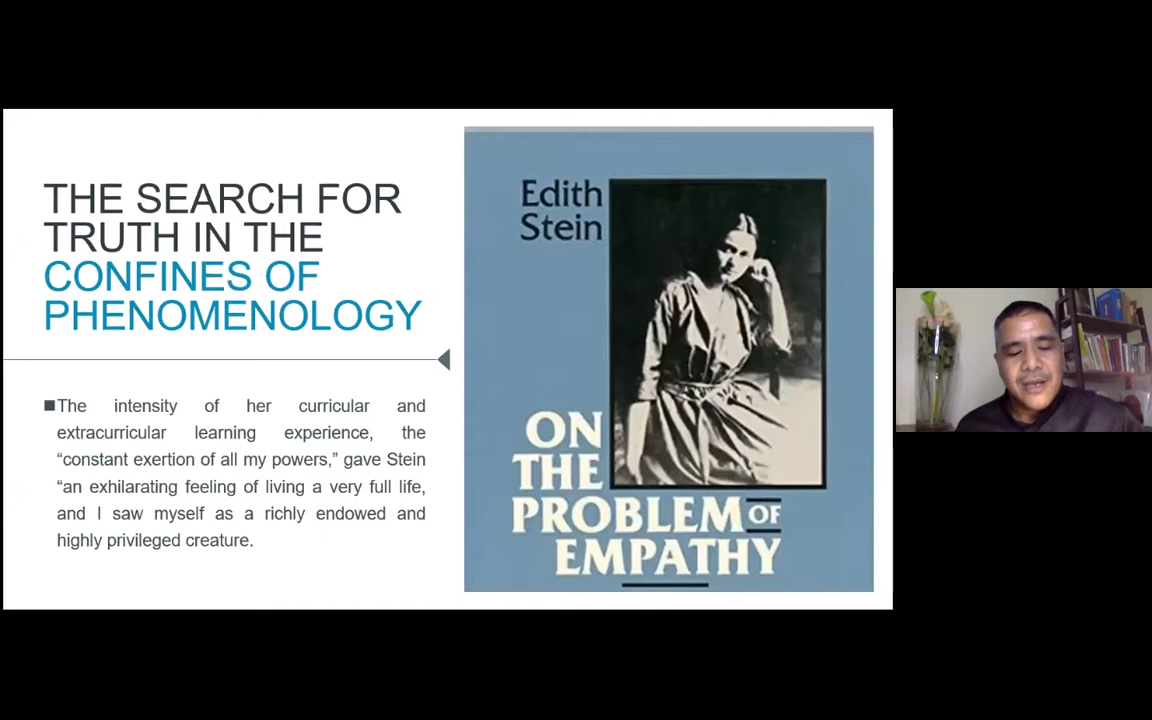 THE SEARCH FOR
TRUTH IN THE
CONFINES OF
PHENOMENOLOGY
■The intensity of her curricular and
extracurricular learning experience, the
“constant exertion of all my powers,” gave Stein
“an exhilarating feeling of living a very full life,
and I saw myself as a richly endowed and
highly privileged creature.
Edith
Stein
ON
THE
PROBLEM OF
EMPATHY